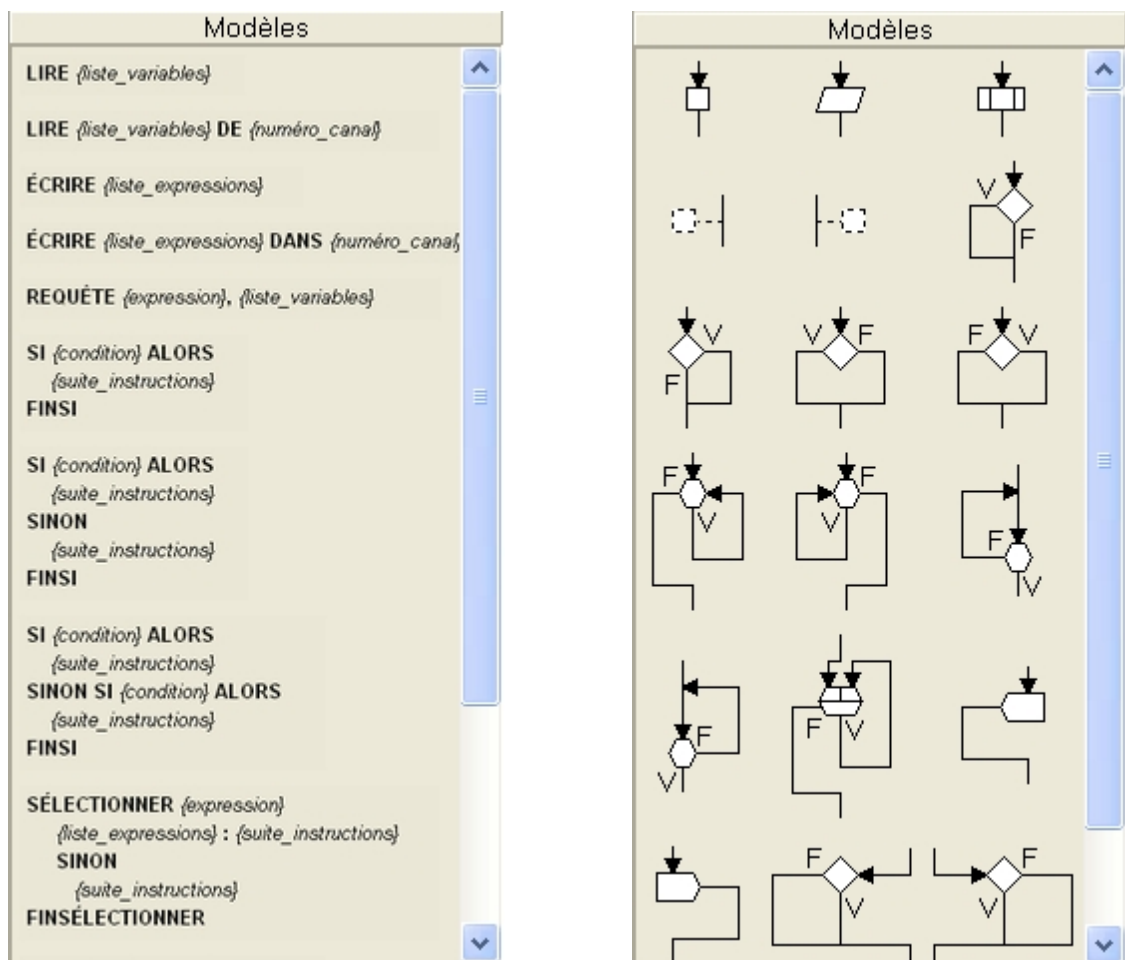 Modèles
LIRE {liste_variables}
LIRE {liste_variables} DE {numéro_canal}
ÉCRIRE {liste_expressions}
ÉCRIRE {liste_expressions} DANS {numéro_canal}
REQUÊTE {expression}, {liste_variables}
SI {condition} ALORS
{suite_instructions}
FINSI
SI {condition} ALORS
{suite_instructions}
SINON
{suite_instructions}
FINSI
SI {condition} ALORS
{suite_instructions}
SINON SI {condition} ALORS
{suite_instructions}
FINSI
SÉLECTIONNER {expression}
{liste_expressions} : {suite_instructions}
SINON
{suite_instructions}
FINSÉLECTIONNER
Modèles
V
F
V V F F V
F
F F
V V F
V
F F V
V
F F
V V